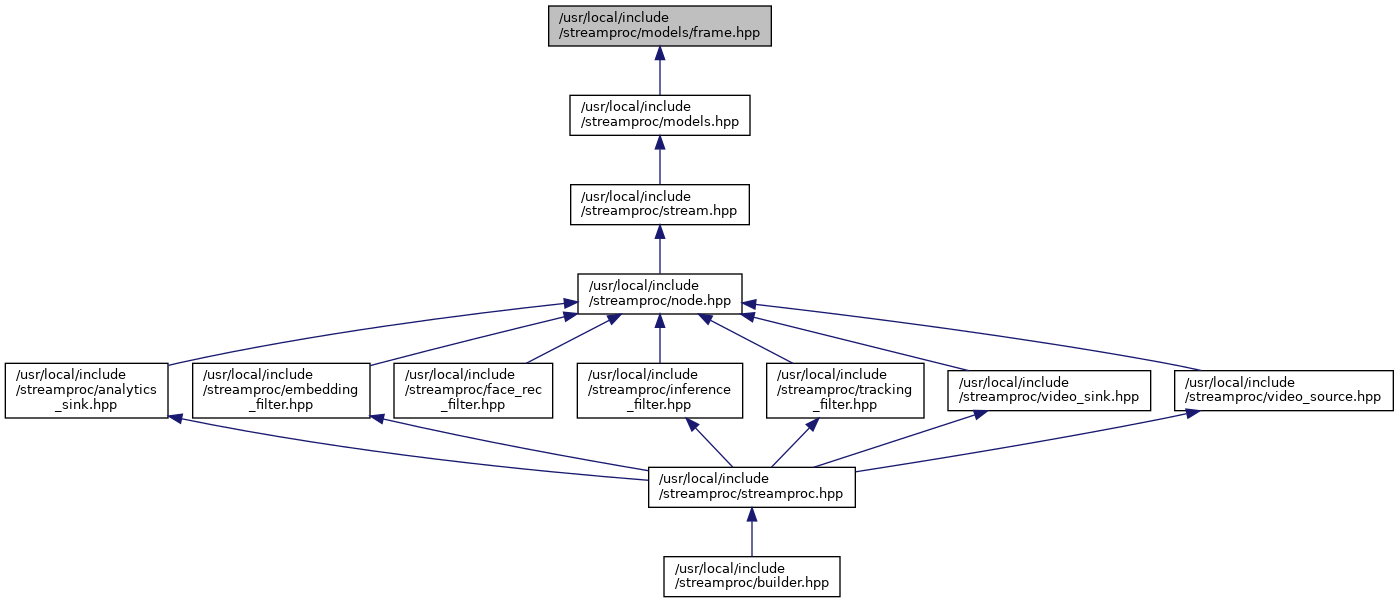 /usr/local/include
/streamproc/models/frame.hpp
/usr/local/include
/streamproc/models.hpp
/usr/local/include
/streamproc/stream.hpp
/usr/local/include
/streamproc/node.hpp
/usr/local/include
/streamproc/analytics
_sink.hpp
/usr/local/include
/streamproc/embedding
_filter.hpp
/usr/local/include
/streamproc/face_rec
_filter.hpp
/usr/local/include
/streamproc/inference
_filter.hpp
/usr/local/include
/streamproc/tracking
_filter.hpp
/usr/local/include
/streamproc/video_sink.hpp
/usr/local/include
/streamproc/video_source.hpp
/usr/local/include
/streamproc/streamproc.hpp
/usr/local/include
/streamproc/builder.hpp